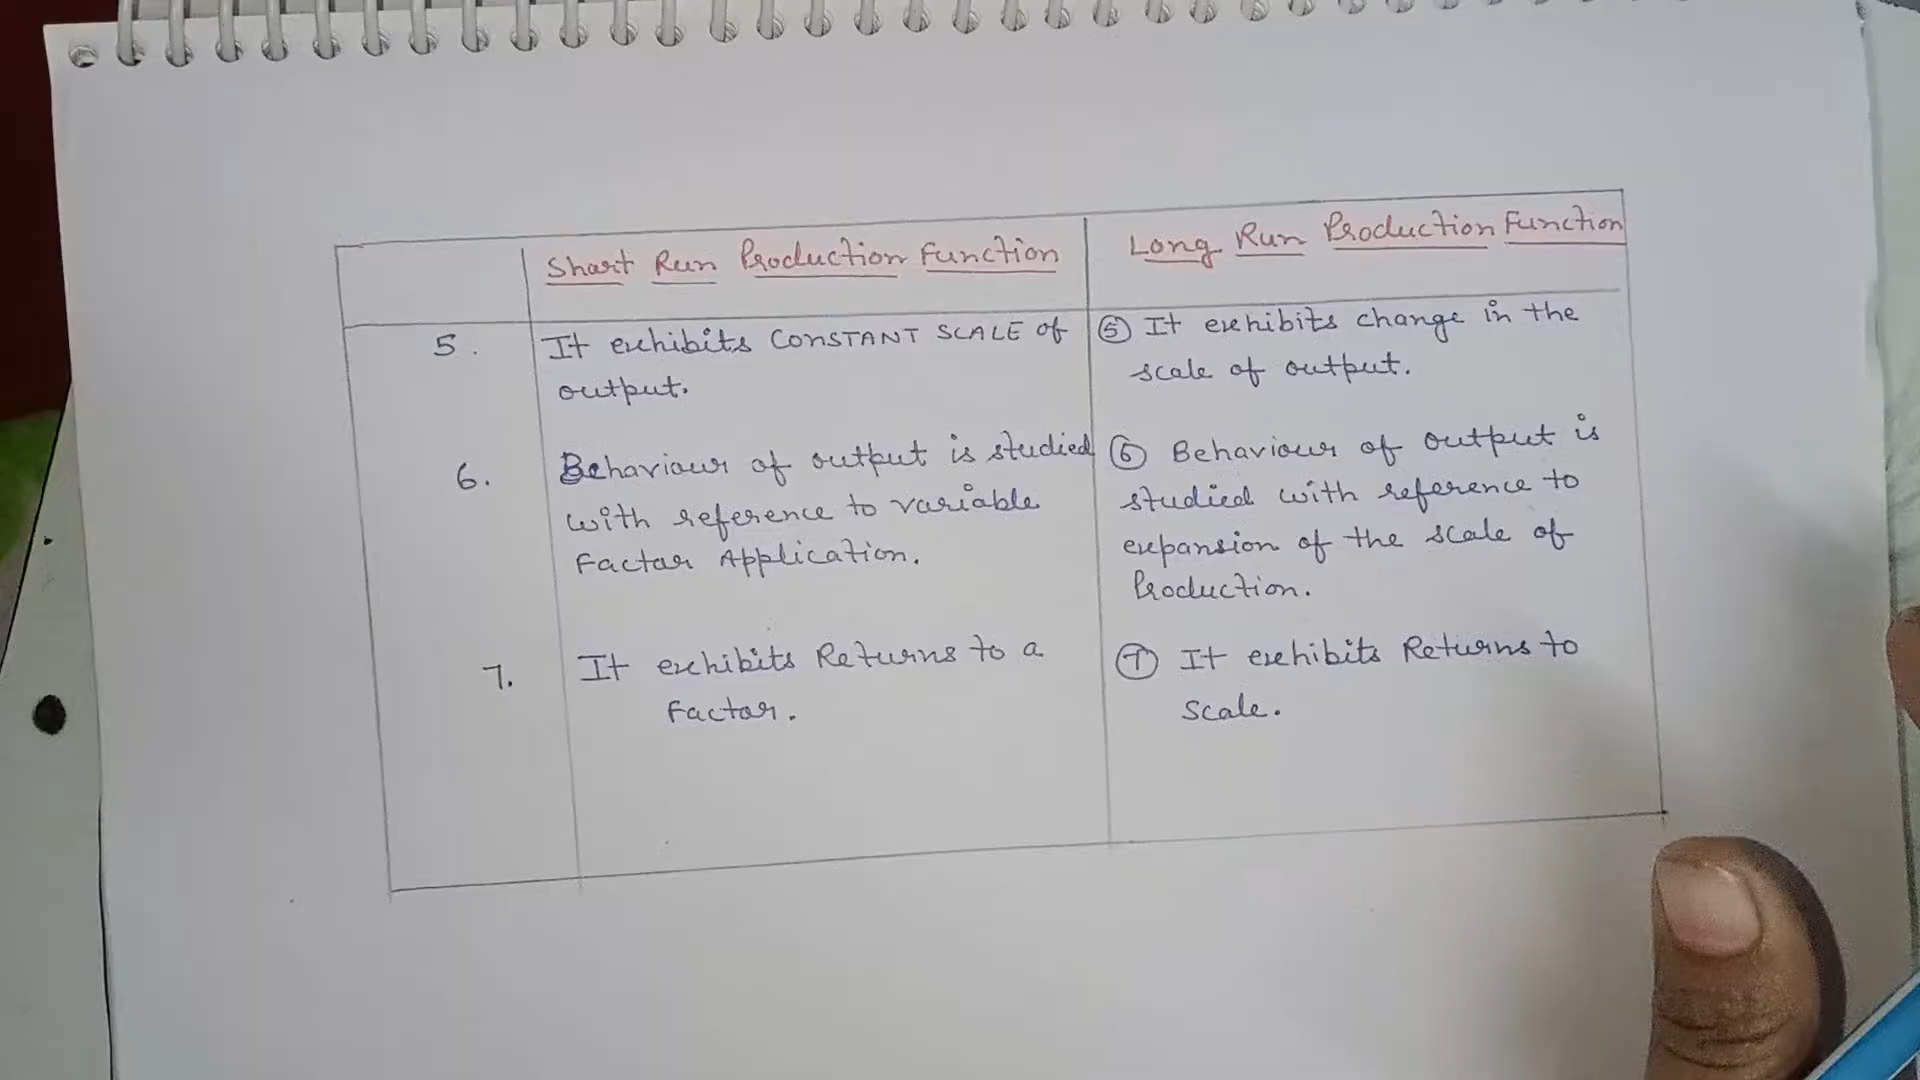 Short Run Production Function
Long Run Production Function
5.
It exhibits CONSTANT SCALE of
output.
⑤ It exhibits change in the
scale of output.
6.
Behaviour of output is studied
with reference to variable
Factor Application.
⑥ Behaviour of output is
studied with reference to
expansion of the scale of
Production.
7.
It exhibits Returns to a
Factor.
⑦ It exhibits Returns to
Scale.